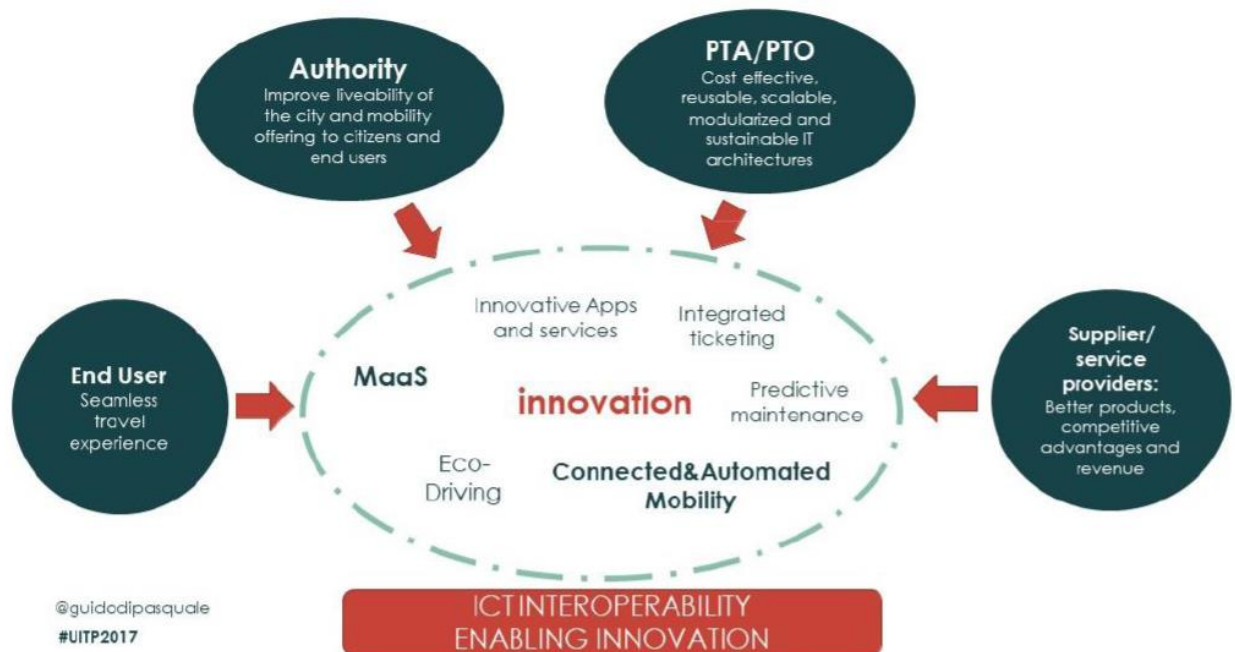 Authority
Improve liveability of
the city and mobility
offering to citizens and
end users
PTA/PTO
Cost effective,
reusable, scalable,
modularized and
sustainable IT
architectures
End User
Seamless
travel
experience
Innovative Apps
and services
Integrated
ticketing
MaaS
innovation
Predictive
maintenance
Eco-
Driving
Connected&Automated
Mobility
Supplier/
service
providers:
Better products,
competitive
advantages and
revenue
@guidodipasquale
#UITP2017
ICT INTEROPERABILITY
ENABLING INNOVATION